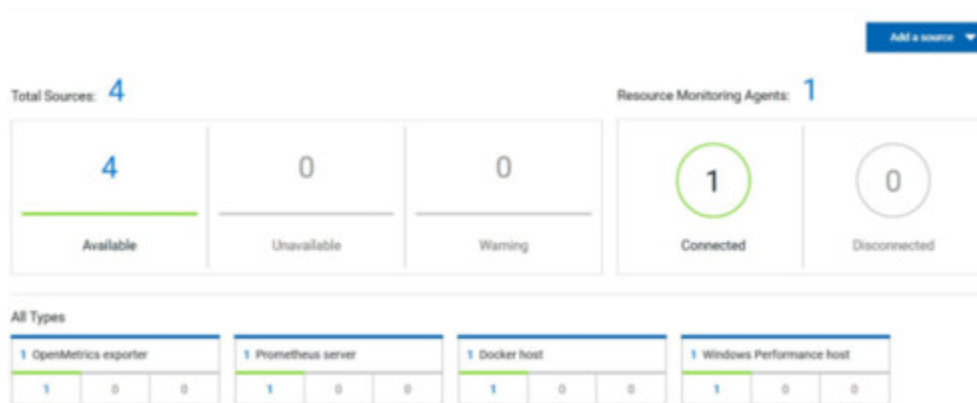 Add a source
Total Sources: 4
Resource Monitoring Agents: 1
4 0 0
Available Unavailable Warning
1 0
Connected Disconnected
All Types
1 OpenMetrics exporter
1 0 0
1 Prometheus server
1 0 0
1 Docker host
1 0 0
1 Windows Performance host
1 0 0